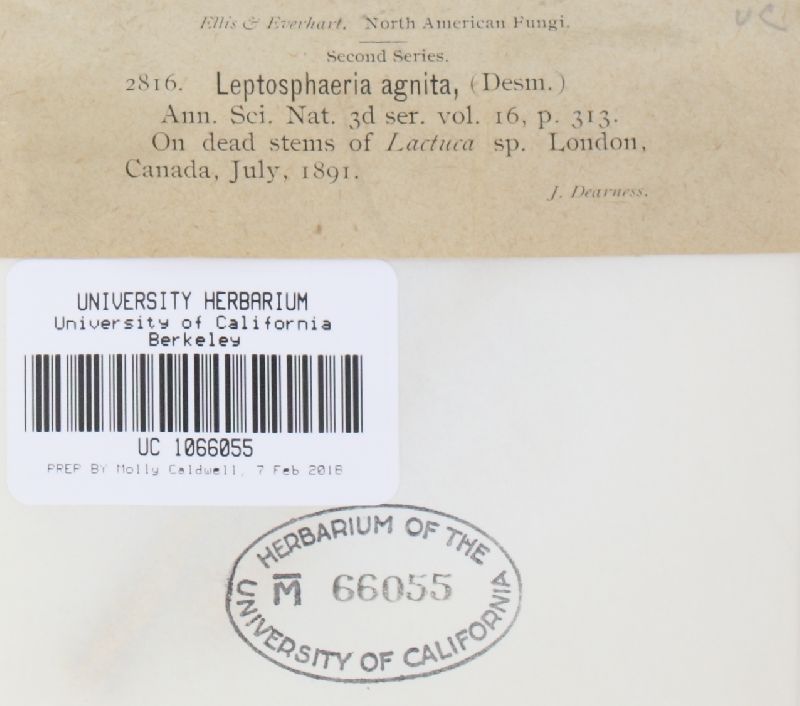 UC
Ellis & Everhart. North American Fungi.
Second Series.
2816. Leptosphaeria agnita, (Desm.)
Ann. Sci. Nat. 3d ser. vol. 16, p. 313.
On dead stems of Lactuca sp. London,
Canada, July, 1891.
J. Dearness.
UNIVERSITY HERBARIUM
University of California
Berkeley
UC 1066055
PREP BY Molly Caldwell, 7 Feb 2018
HERBARIUM OF THE
M 66055
UNIVERSITY OF CALIFORNIA